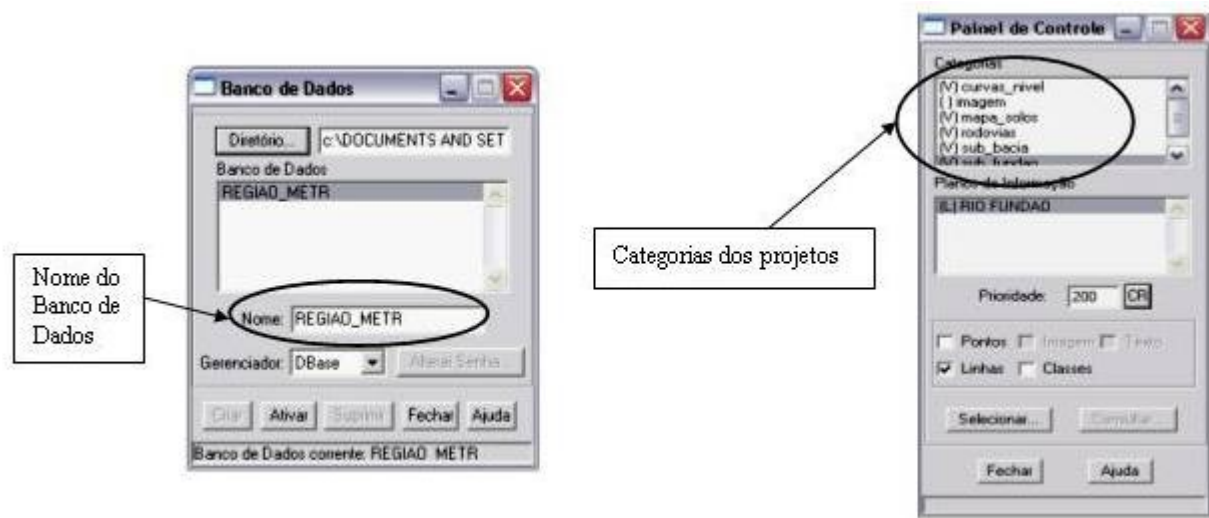 Banco de Dados
Diretório...
c:\DOCUMENTS AND SET
Banco de Dados
REGIAO_METR
Nome do
Banco de
Dados
Nome: REGIAO_METR
Gerenciador: DBase
Alterar Senha...
Criar Ativar Suprimir Fechar Ajuda
Banco de Dados corrente: REGIAO_METR
Categorias dos projetos
Painel de Controle
Categorias
(V) curvas_nivel
( ) imagem
(V) mapa_solos
(V) rodovias
(V) sub_bacia
(V) sub_fundao
Planos de Informação
(L) RIO FUNDAO
Prioridade: 200 CR
Pontos Imagem Texto
Linhas Classes
Selecionar... Consultar...
Fechar Ajuda